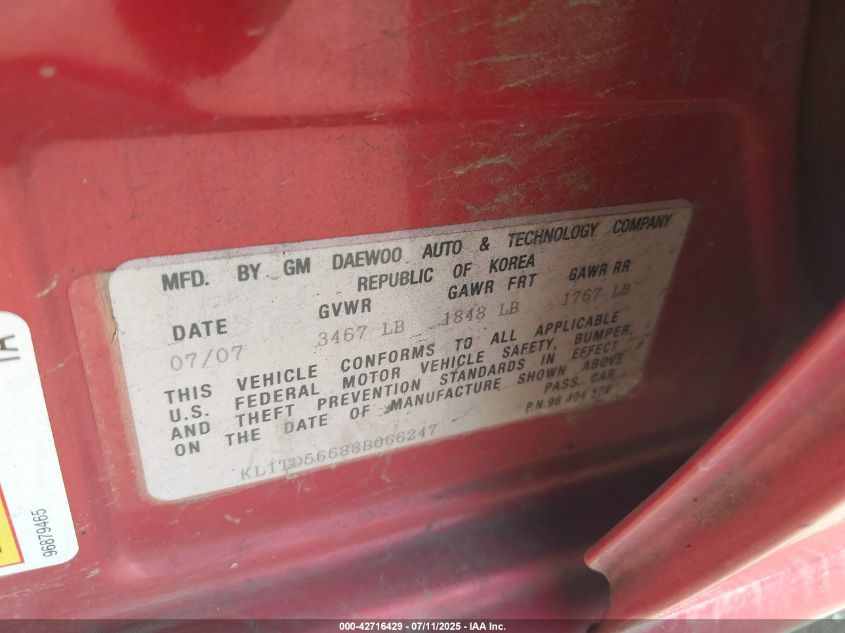 MFD. BY GM DAEWOO AUTO & TECHNOLOGY COMPANY
REPUBLIC OF KOREA
DATE GVWR GAWR FRT GAWR RR
07/07 3467 LB 1848 LB 1767 LB
THIS VEHICLE CONFORMS TO ALL APPLICABLE
U.S. FEDERAL MOTOR VEHICLE SAFETY, BUMPER,
AND THEFT PREVENTION STANDARDS IN EFFECT
ON THE DATE OF MANUFACTURE SHOWN ABOVE
PASS. CAR
P.N 96 404
KL1TD56688B066247
96879465
000-42716429 - 07/11/2025 - IAA Inc.